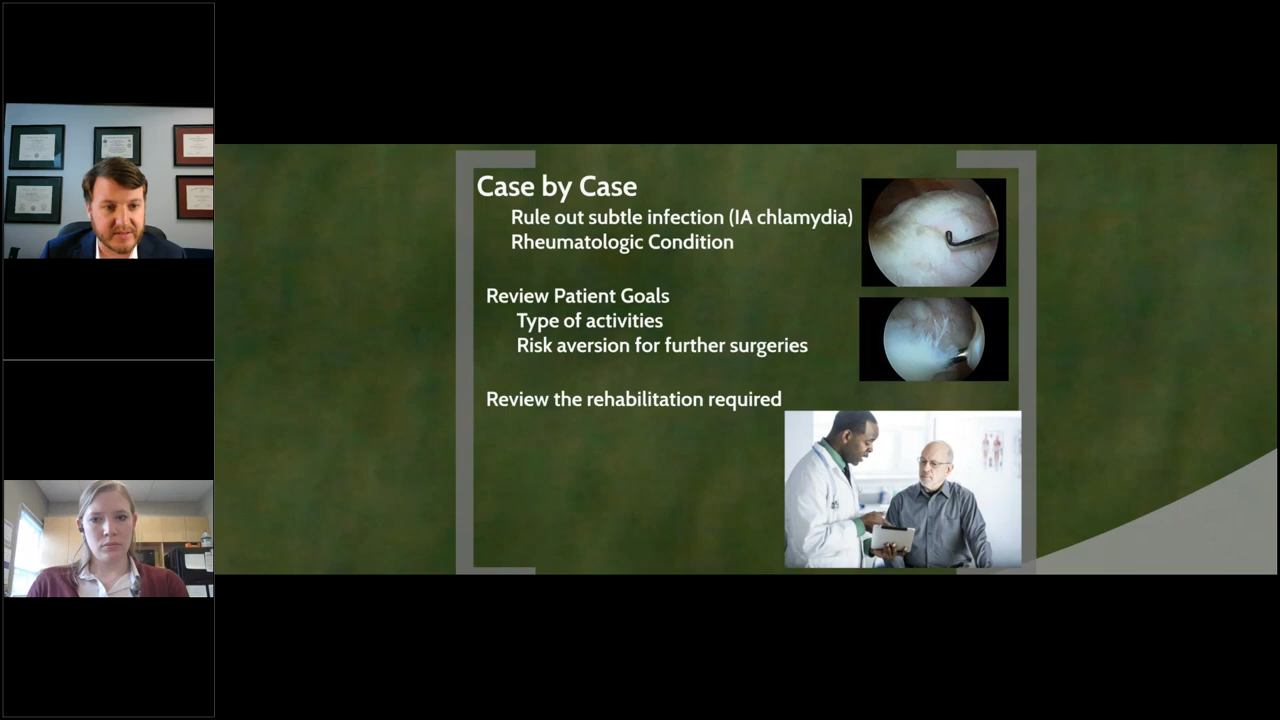 Case by Case
Rule out subtle infection (IA chlamydia)
Rheumatologic Condition
Review Patient Goals
Type of activities
Risk aversion for further surgeries
Review the rehabilitation required